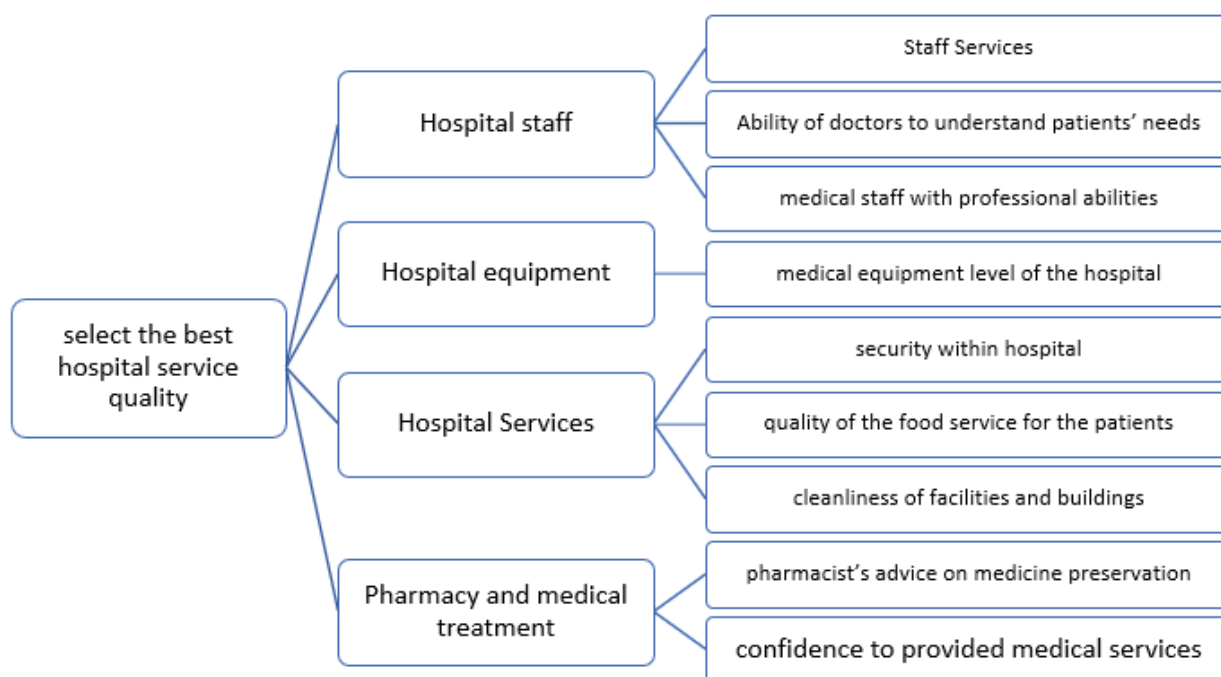 select the best
hospital service
quality
Hospital staff
Staff Services
Ability of doctors to understand patients’ needs
medical staff with professional abilities
Hospital equipment
medical equipment level of the hospital
Hospital Services
security within hospital
quality of the food service for the patients
cleanliness of facilities and buildings
Pharmacy and medical
treatment
pharmacist’s advice on medicine preservation
confidence to provided medical services